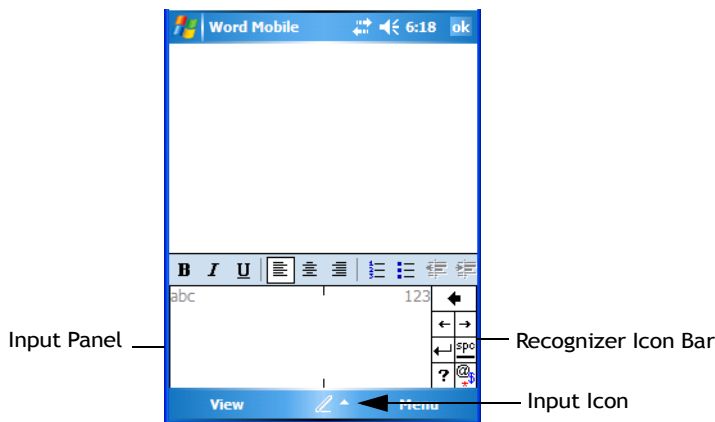 Word Mobile 6:18 ok
B I U
abc 123
Input Panel
Recognizer Icon Bar
spc
? @$*
View Menu
Input Icon